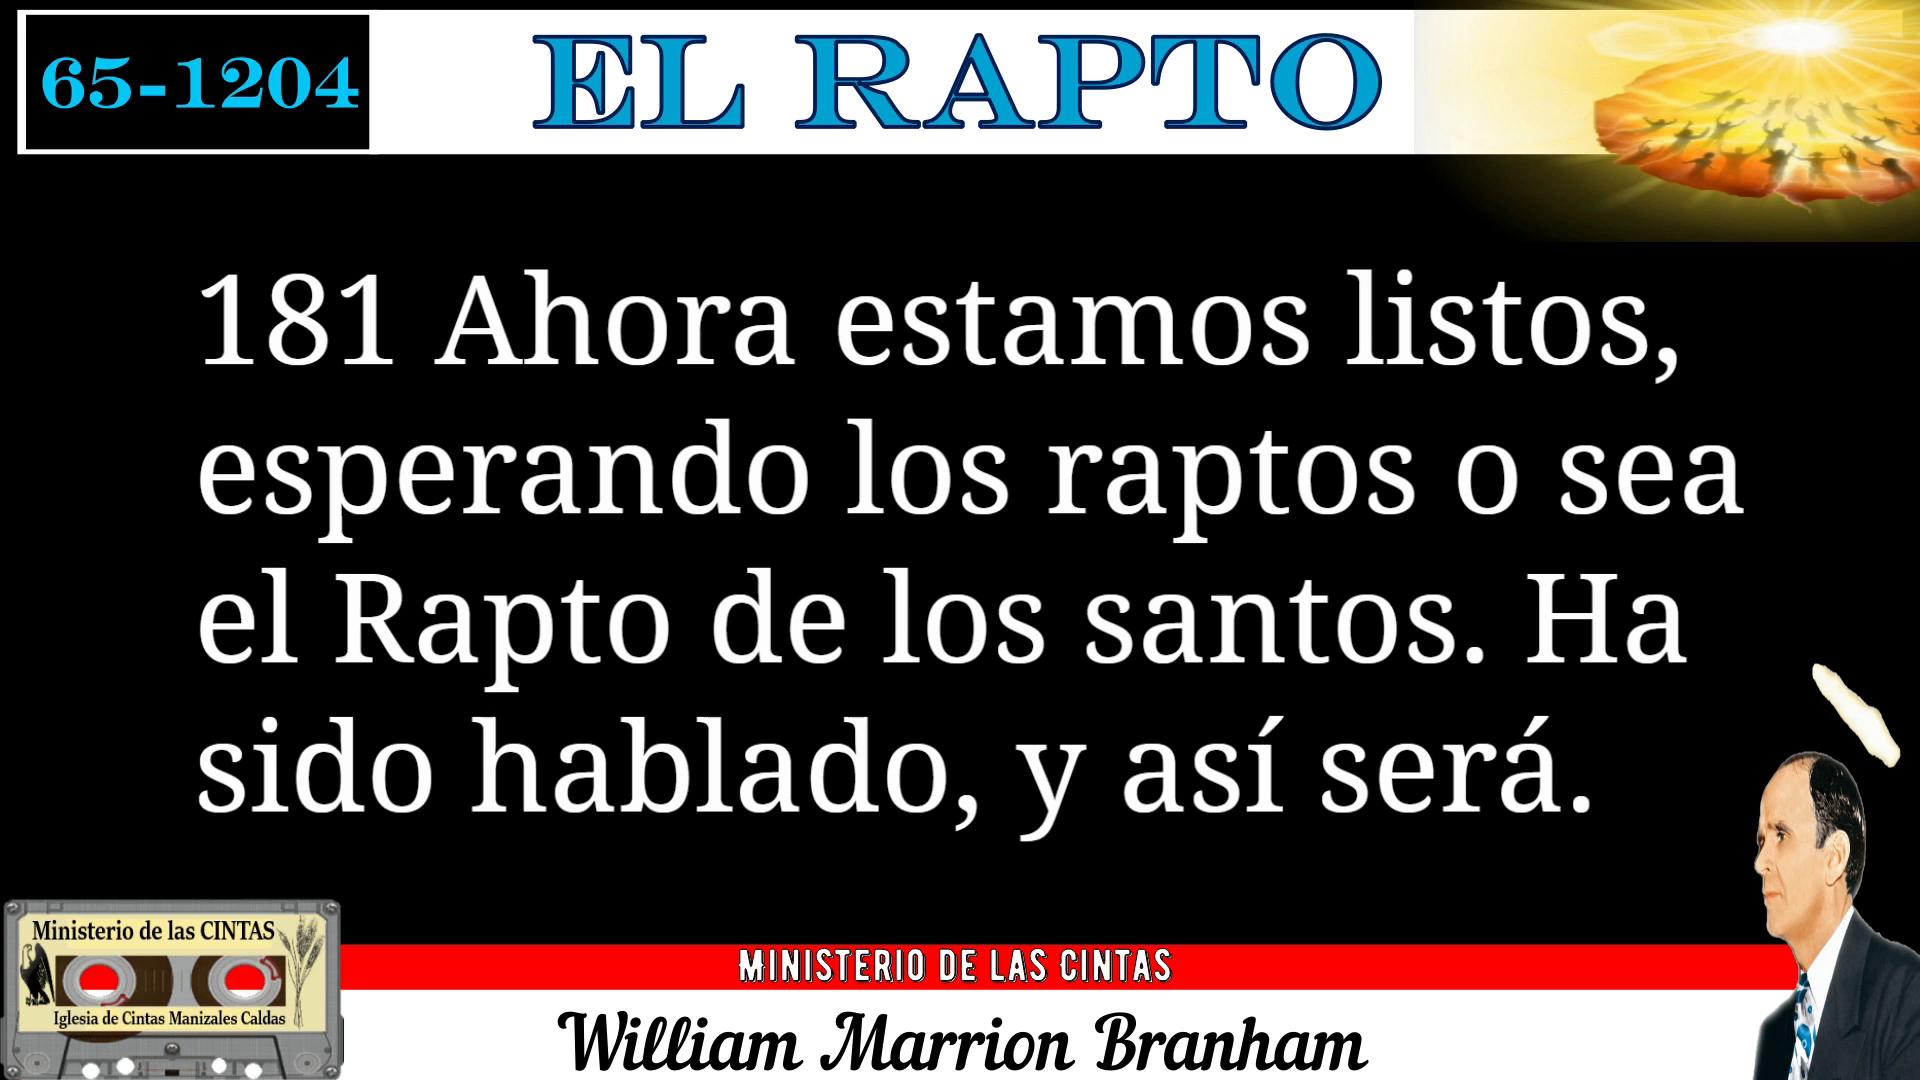 65-1204
EL RAPTO
181 Ahora estamos listos,
esperando los raptos o sea
el Rapto de los santos. Ha
sido hablado, y así será.
Ministerio de las CINTAS
Iglesia de Cintas Manizales Caldas
MINISTERIO DE LAS CINTAS
William Marrion Branham